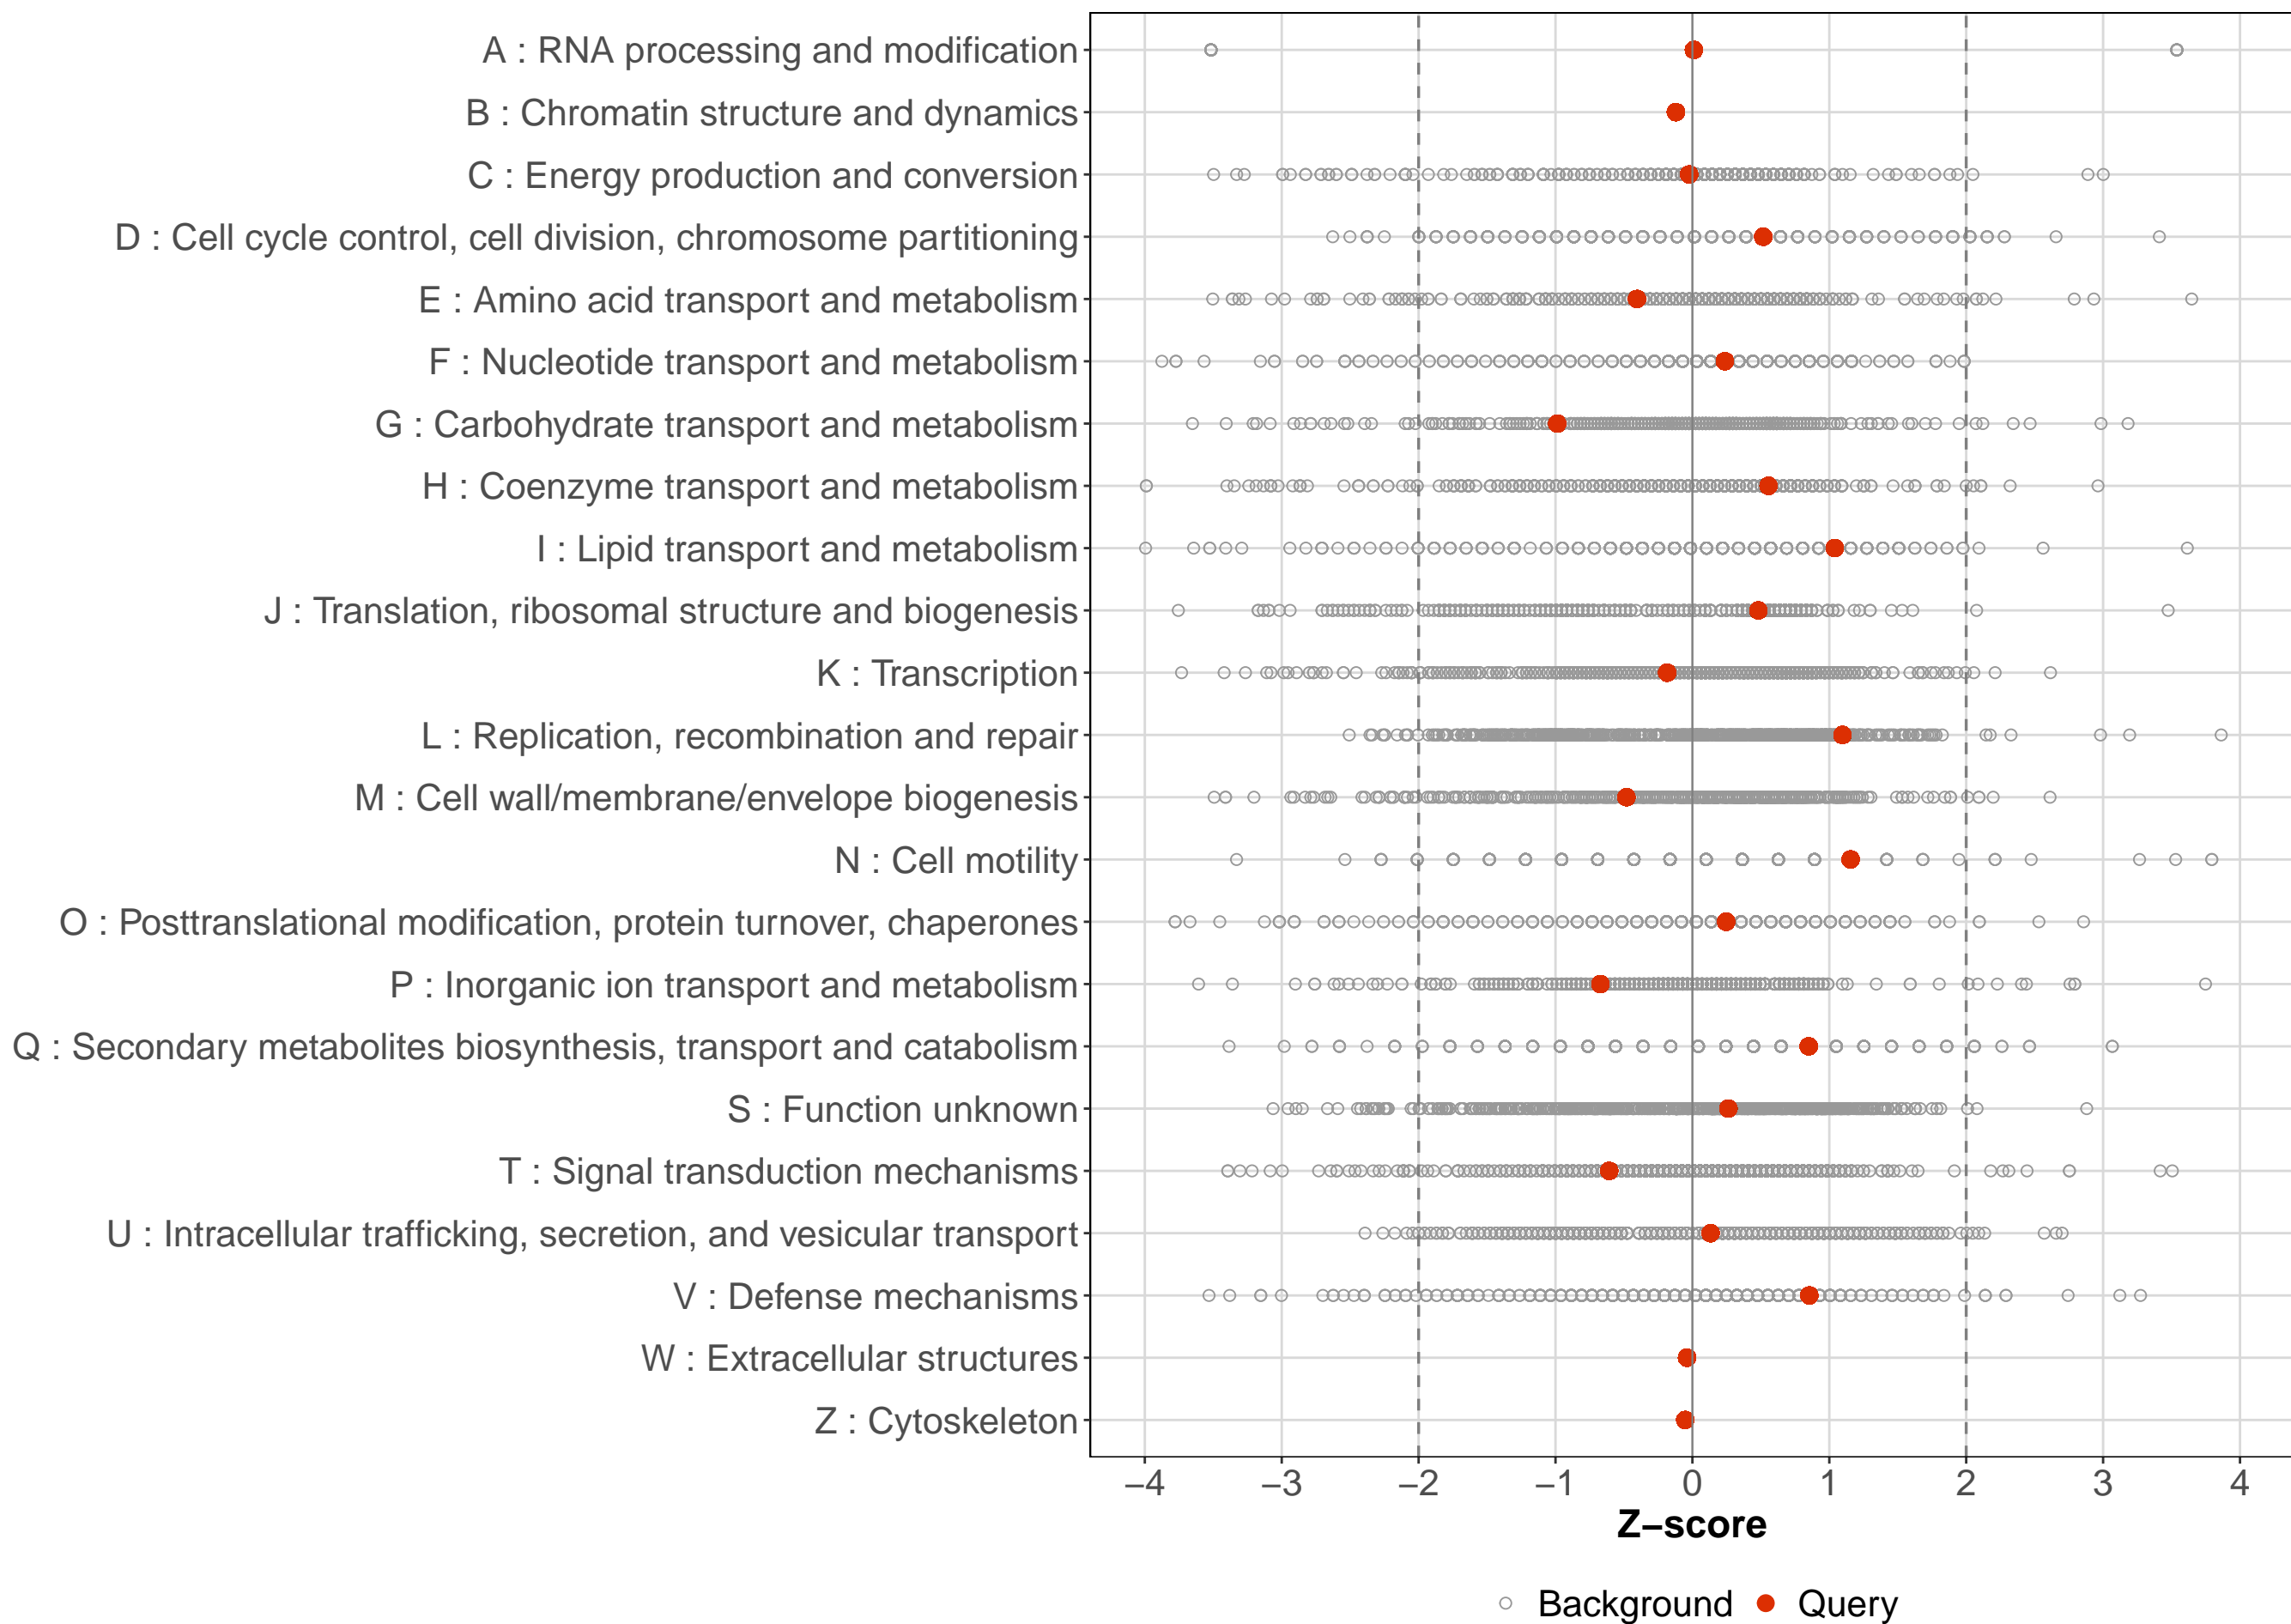 A : RNA processing and modification
B : Chromatin structure and dynamics
C : Energy production and conversion
D : Cell cycle control, cell division, chromosome partitioning
E : Amino acid transport and metabolism
F : Nucleotide transport and metabolism
G : Carbohydrate transport and metabolism
H : Coenzyme transport and metabolism
I : Lipid transport and metabolism
J : Translation, ribosomal structure and biogenesis
K : Transcription
L : Replication, recombination and repair
M : Cell wall/membrane/envelope biogenesis
N : Cell motility
O : Posttranslational modification, protein turnover, chaperones
P : Inorganic ion transport and metabolism
Q : Secondary metabolites biosynthesis, transport and catabolism
S : Function unknown
T : Signal transduction mechanisms
U : Intracellular trafficking, secretion, and vesicular transport
V : Defense mechanisms
W : Extracellular structures
Z : Cytoskeleton
−4 −3 −2 −1 0 1 2 3 4
Z−score
Background Query